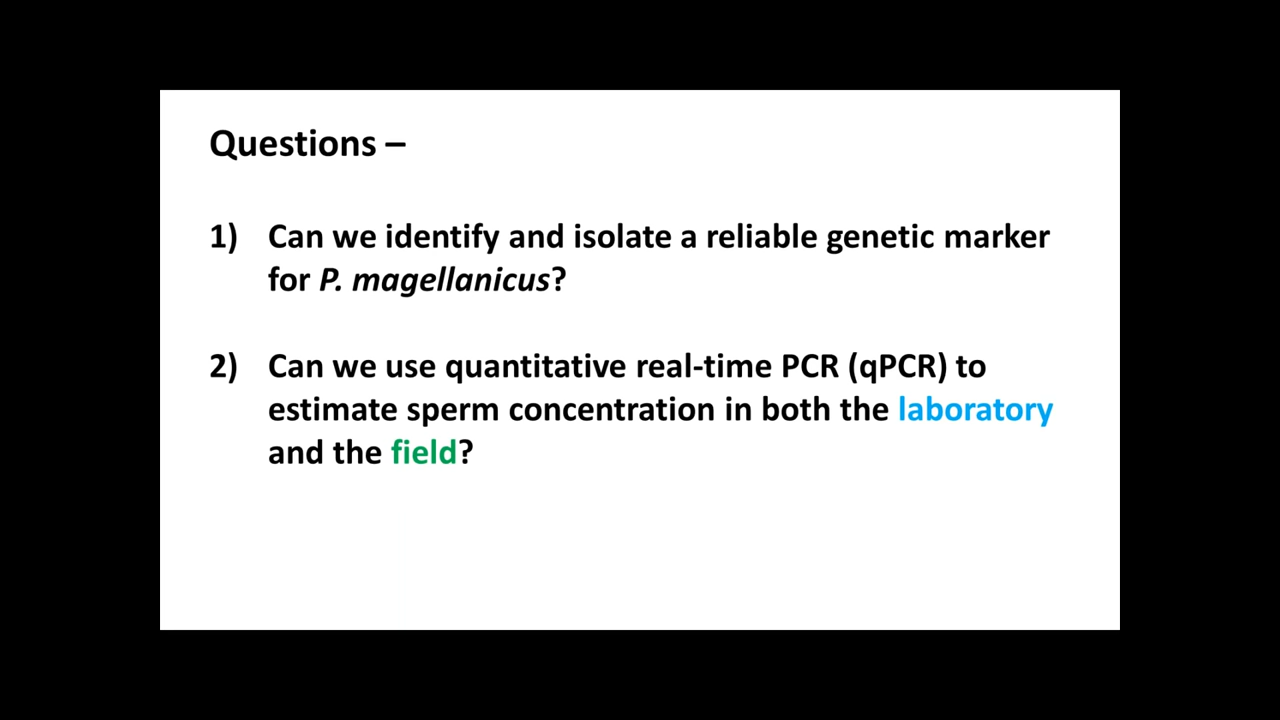 Questions –
1) Can we identify and isolate a reliable genetic marker
for P. magellanicus?
2) Can we use quantitative real-time PCR (qPCR) to
estimate sperm concentration in both the laboratory
and the field?